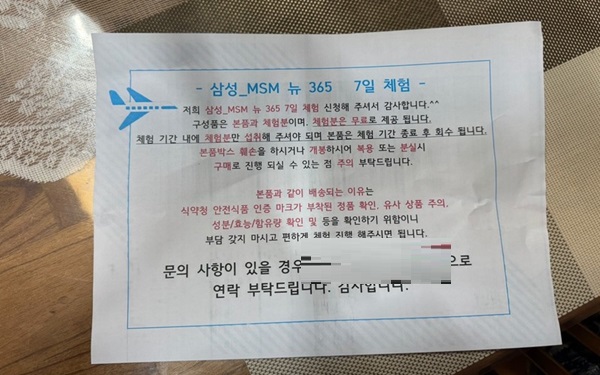 - 삼성_MSM 뉴 365 7일 체험 -
저희 삼성_MSM 뉴 365 7일 체험 신청해 주셔서 감사합니다.^^
구성품은 본품과 체험분이며, 체험분은 무료로 제공 됩니다.
체험 기간 내에 체험분만 섭취해 주셔야 되며 본품은 체험 기간 종료 후 회수 됩니다.
본품박스 훼손을 하시거나 개봉하시어 복용 또는 분실시
구매로 진행 되실 수 있는 점 주의 부탁드립니다.
본품과 같이 배송되는 이유는
식약청 안전식품 인증 마크가 부착된 정품 확인, 유사 상품 주의,
성분/효능/함유량 확인 및 등을 확인하기 위함이니
부담 갖지 마시고 편하게 체험 진행 해주시면 됩니다.
문의 사항이 있을 경우 으로
연락 부탁드립니다. 감사합니다.